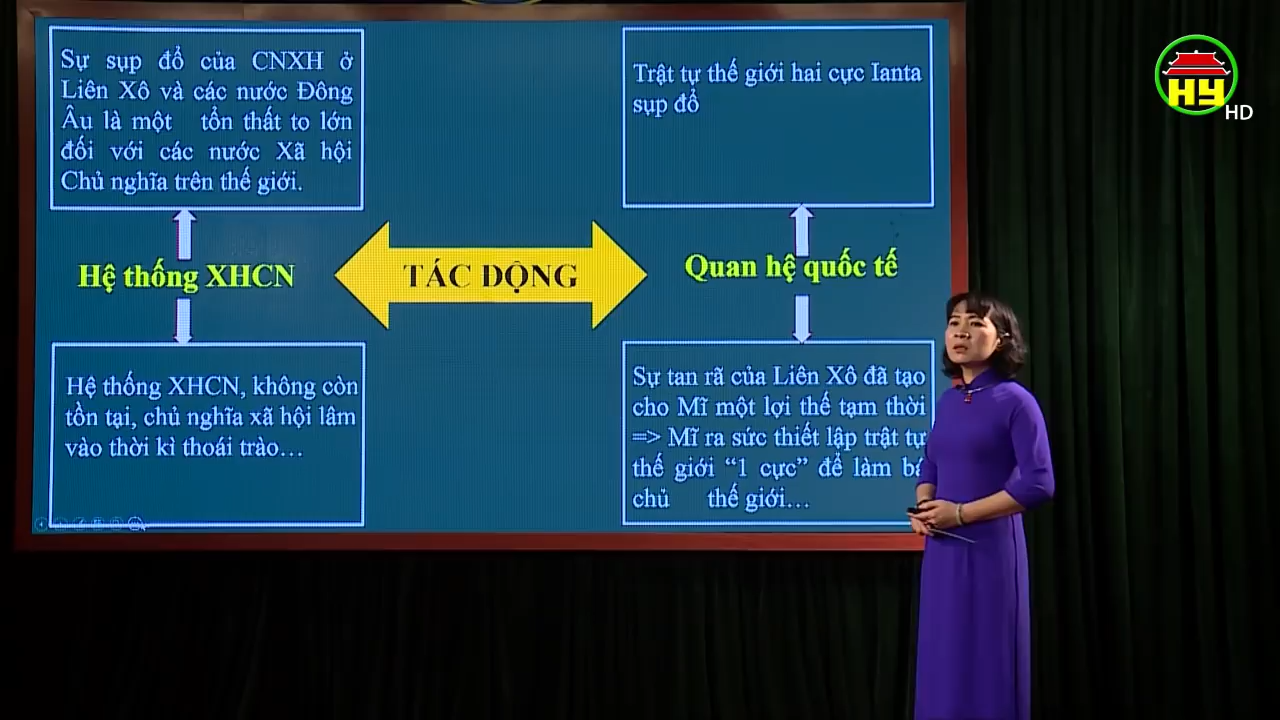 Sự sụp đổ của CNXH ở
Liên Xô và các nước Đông
Âu là một tổn thất to lớn
đối với các nước Xã hội
Chủ nghĩa trên thế giới.
Trật tự thế giới hai cực Ianta
sụp đổ
Hệ thống XHCN
TÁC ĐỘNG
Quan hệ quốc tế
Hệ thống XHCN, không còn
tồn tại, chủ nghĩa xã hội lâm
vào thời kì thoái trào...
Sự tan rã của Liên Xô đã tạo
cho Mĩ một lợi thế tạm thời
=> Mĩ ra sức thiết lập trật tự
thế giới “1 cực” để làm
chủ thế giới...
HY
HD